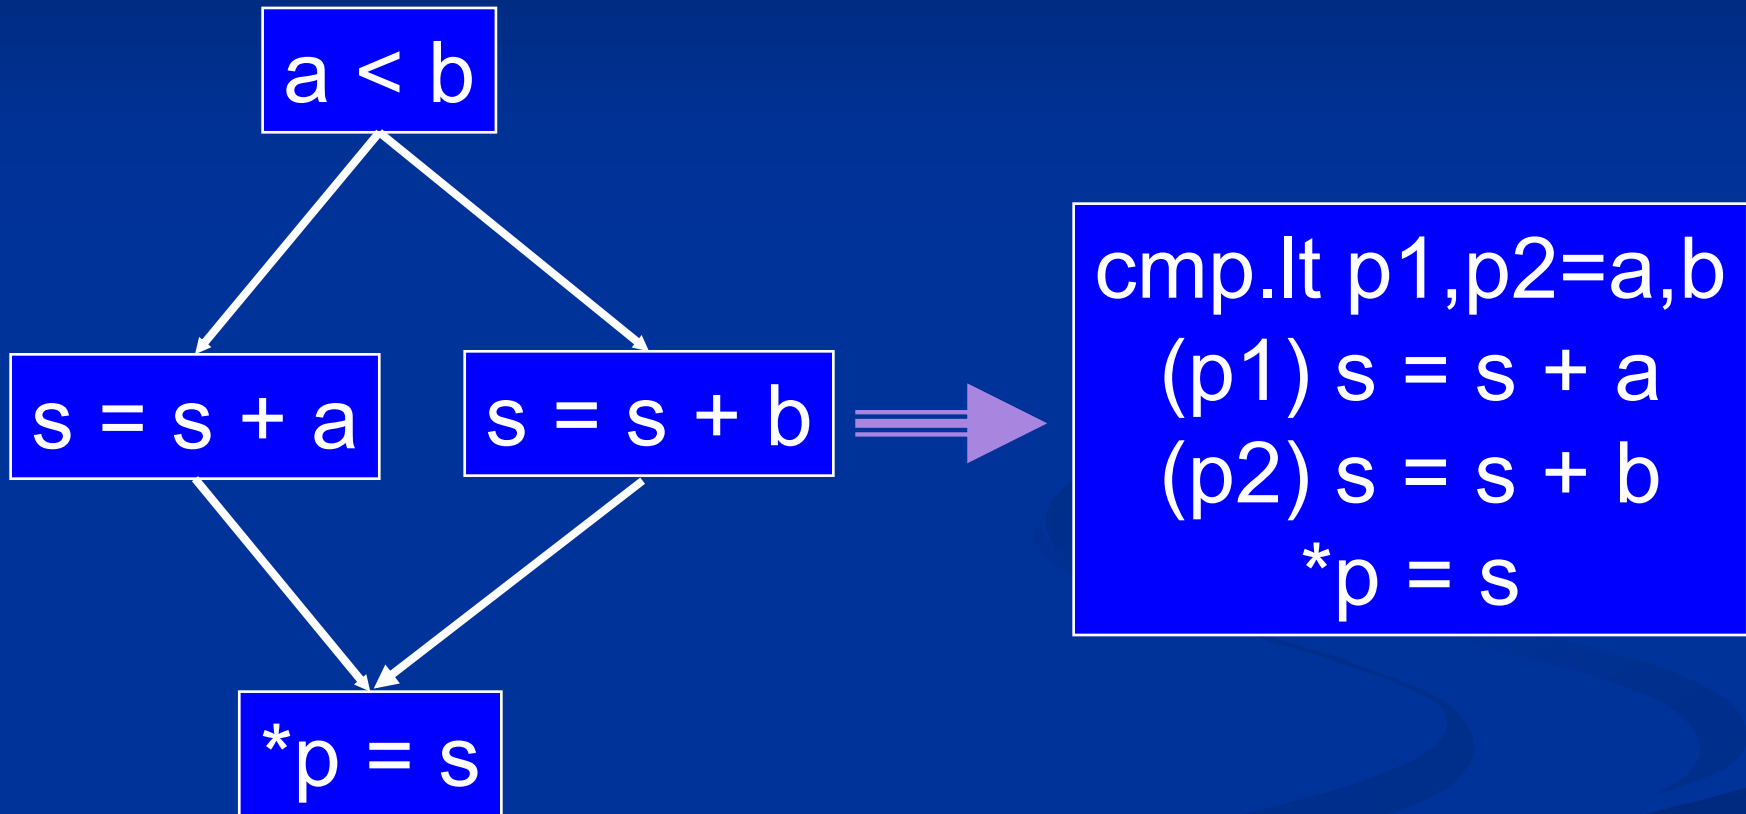 a < b
s = s + a
s = s + b
*p = s
cmp.lt p1,p2=a,b
(p1) s = s + a
(p2) s = s + b
*p = s